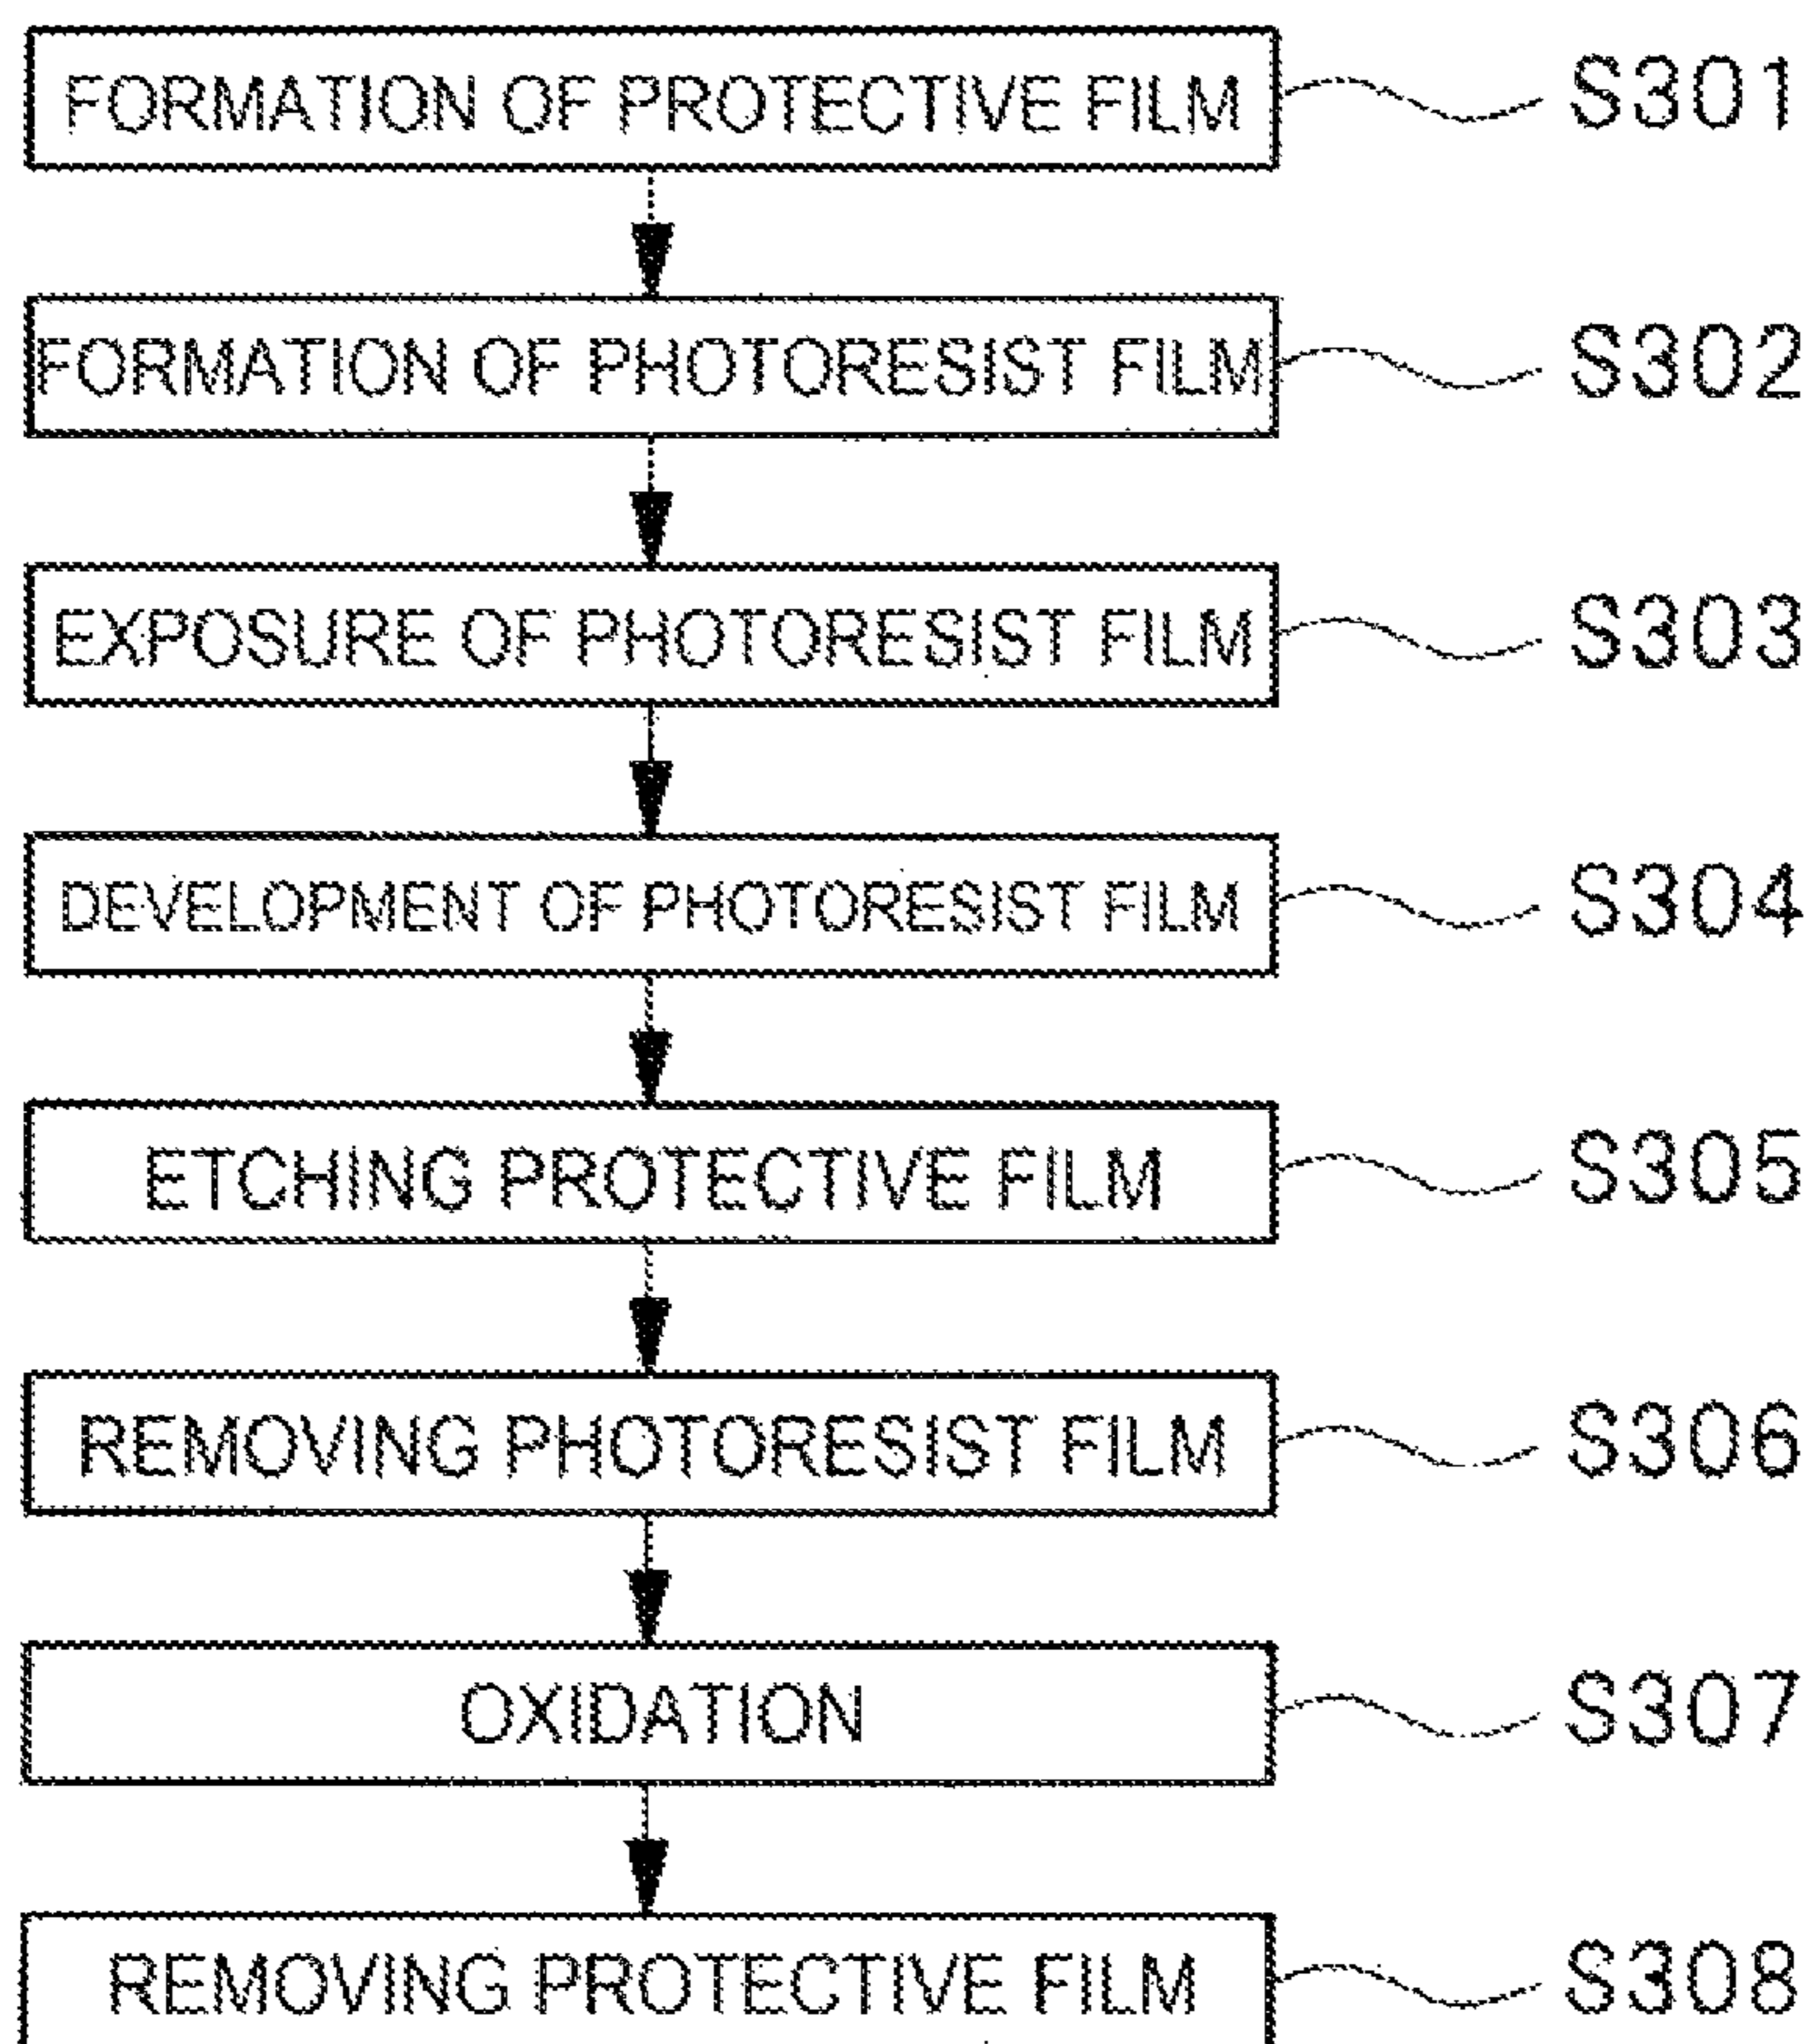 FORMATION OF PROTECTIVE FILM S301
FORMATION OF PHOTORESIST FILM S302
EXPOSURE OF PHOTORESIST FILM S303
DEVELOPMENT OF PHOTORESIST FILM S304
ETCHING PROTECTIVE FILM S305
REMOVING PHOTORESIST FILM S306
OXIDATION S307
REMOVING PROTECTIVE FILM S308